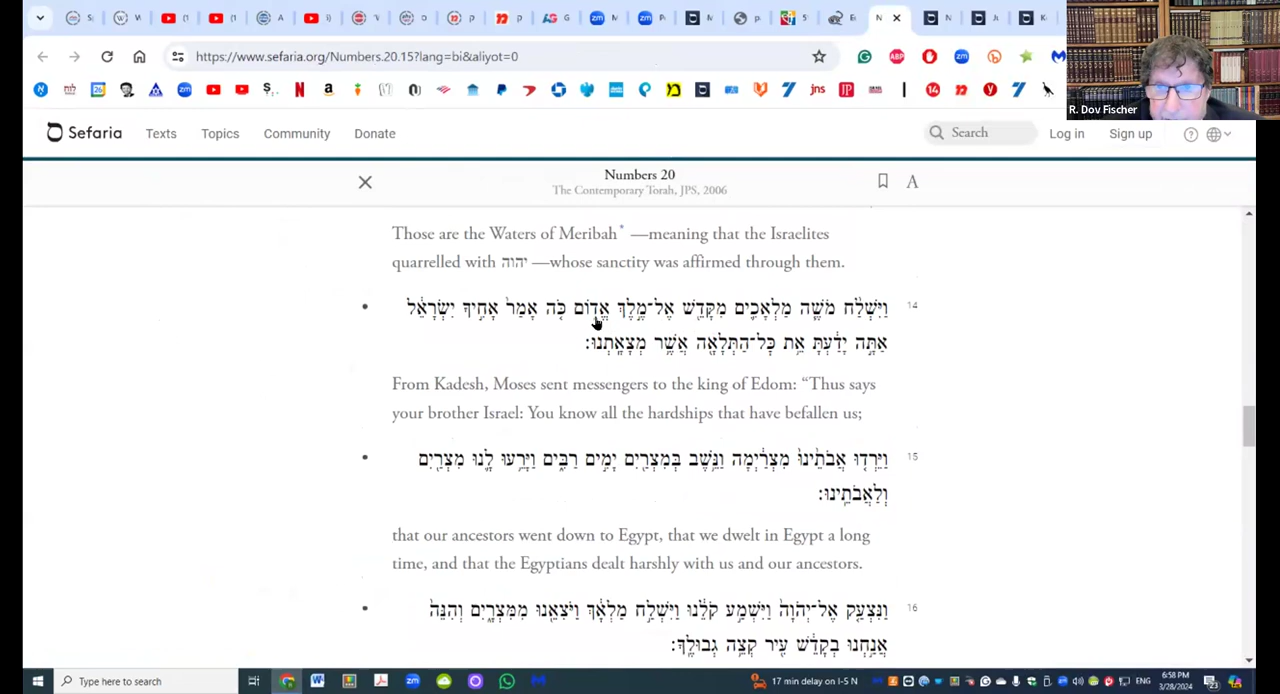 https://www.sefaria.org/Numbers.20.15?lang=bi&aliyot=0
R. Dov Fischer
Sefaria Texts Topics Community Donate Search Log in Sign up
Numbers 20
The Contemporary Torah, JPS, 2006
Those are the Waters of Meribah* —meaning that the Israelites
quarrelled with יהוה —whose sanctity was affirmed through them.
14
וַיִּשְׁלַ֨ח מֹשֶׁ֧ה מַלְאָכִ֛ים מִקָּדֵ֖שׁ אֶל־מֶ֣לֶךְ אֱד֑וֹם כֹּ֤ה אָמַר֙ אָחִ֣יךָ יִשְׂרָאֵ֔ל
אַתָּ֣ה יָדַ֔עְתָּ אֵ֥ת כׇּל־הַתְּלָאָ֖ה אֲשֶׁ֥ר מְצָאָֽתְנוּ׃
From Kadesh, Moses sent messengers to the king of Edom: “Thus says
your brother Israel: You know all the hardships that have befallen us;
15
וַיֵּרְד֤וּ אֲבֹתֵ֙ינוּ֙ מִצְרַ֔יְמָה וַנֵּ֥שֶׁב בְּמִצְרַ֖יִם יָמִ֣ים רַבִּ֑ים וַיָּרֵ֥עוּ לָ֛נוּ מִצְרַ֖יִם
וְלַאֲבֹתֵֽינוּ׃
that our ancestors went down to Egypt, that we dwelt in Egypt a long
time, and that the Egyptians dealt harshly with us and our ancestors.
16
וַנִּצְעַ֤ק אֶל־יְהֹוָה֙ וַיִּשְׁמַ֣ע קֹלֵ֔נוּ וַיִּשְׁלַ֣ח מַלְאָ֔ךְ וַיֹּצִאֵ֖נוּ מִמִּצְרָ֑יִם וְהִנֵּה֙
אֲנַ֣חְנוּ בְקָדֵ֔שׁ עִ֖יר קְצֵ֥ה גְבוּלֶֽךָ׃
Type here to search
17 min delay on I-5 N
ENG
6:58 PM
3/28/2024